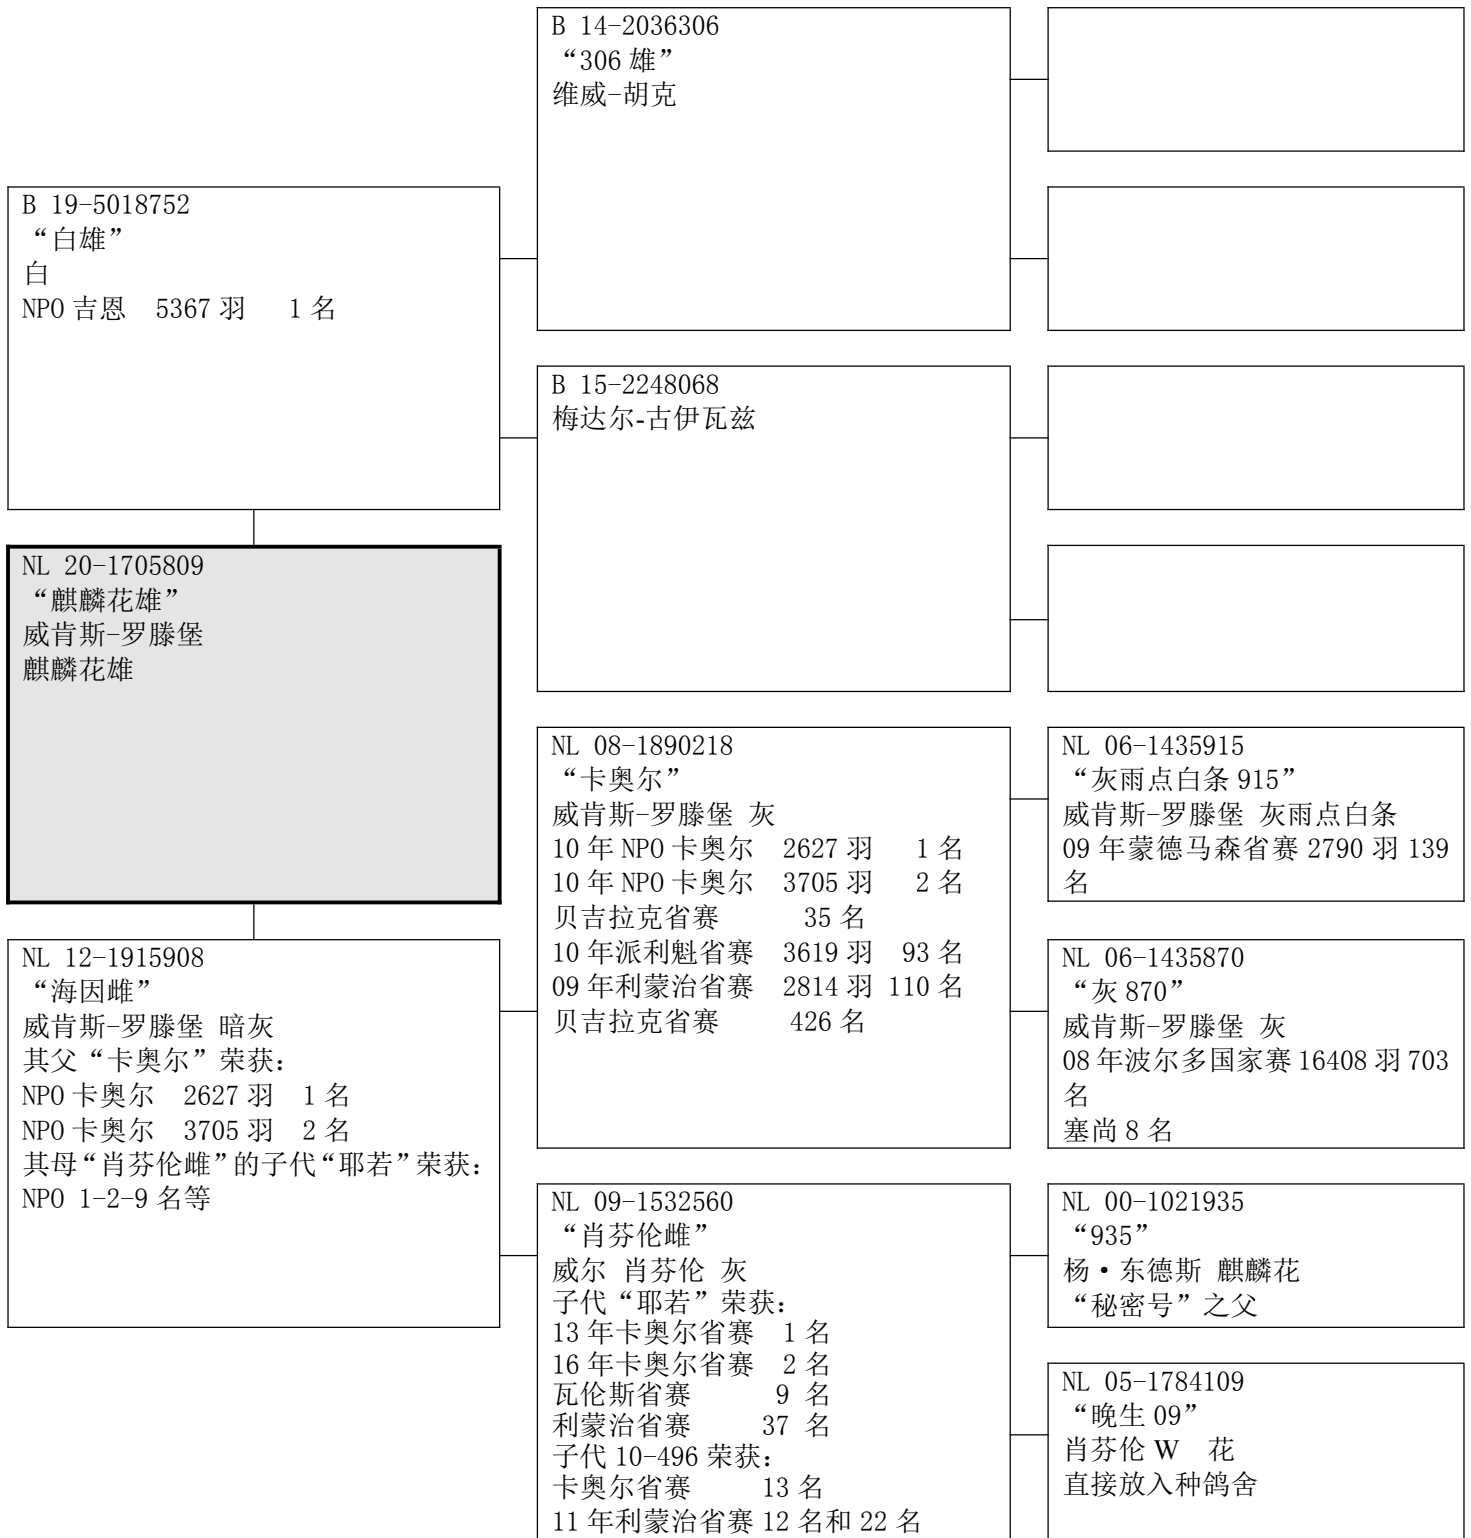 B 19-5018752
“白雄”
白
NPO 吉恩 5367 羽 1 名
NL 20-1705809
“麒麟花雄”
威肯斯-罗滕堡
麒麟花雄
NL 12-1915908
“海因雌”
威肯斯-罗滕堡 暗灰
其父“卡奥尔”荣获：
NPO 卡奥尔 2627 羽 1 名
NPO 卡奥尔 3705 羽 2 名
其母“肖芬伦雌”的子代“耶若”荣获：
NPO 1-2-9 名等
B 14-2036306
“306 雄”
维威-胡克
B 15-2248068
梅达尔-古伊瓦兹
NL 08-1890218
“卡奥尔”
威肯斯-罗滕堡 灰
10 年 NPO 卡奥尔 2627 羽 1 名
10 年 NPO 卡奥尔 3705 羽 2 名
贝吉拉克省赛 35 名
10 年派利魁省赛 3619 羽 93 名
09 年利蒙治省赛 2814 羽 110 名
贝吉拉克省赛 426 名
NL 09-1532560
“肖芬伦雌”
威尔 肖芬伦 灰
子代“耶若”荣获：
13 年卡奥尔省赛 1 名
16 年卡奥尔省赛 2 名
瓦伦斯省赛 9 名
利蒙治省赛 37 名
子代 10-496 荣获：
卡奥尔省赛 13 名
11 年利蒙治省赛 12 名和 22 名
NL 06-1435915
“灰雨点白条 915”
威肯斯-罗滕堡 灰雨点白条
09 年蒙德马森省赛 2790 羽 139
名
NL 06-1435870
“灰 870”
威肯斯-罗滕堡 灰
08 年波尔多国家赛 16408 羽 703
名
塞尚 8 名
NL 00-1021935
“935”
杨·东德斯 麒麟花
“秘密号”之父
NL 05-1784109
“晚生 09”
肖芬伦 W 花
直接放入种鸽舍